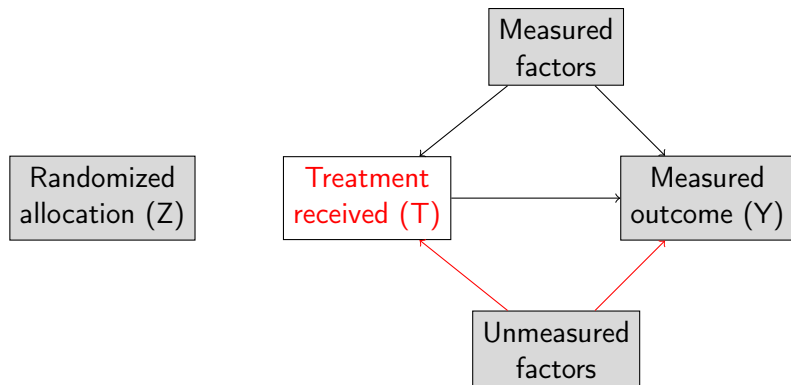 Measured
factors
Randomized
allocation (Z)
Treatment
received (T)
Measured
outcome (Y)
Unmeasured
factors